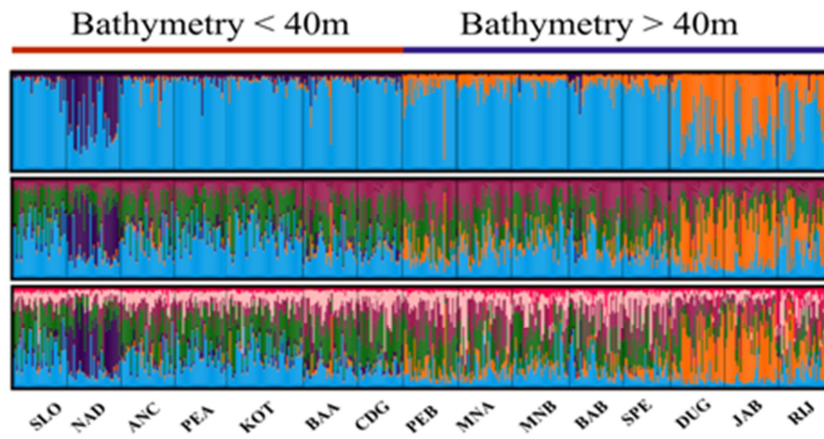 Bathymetry < 40m Bathymetry > 40m
SLO NAD ANC PEA KOT BAA CDG PEB MNA MNB BAB SPE DUG JAB RIJ